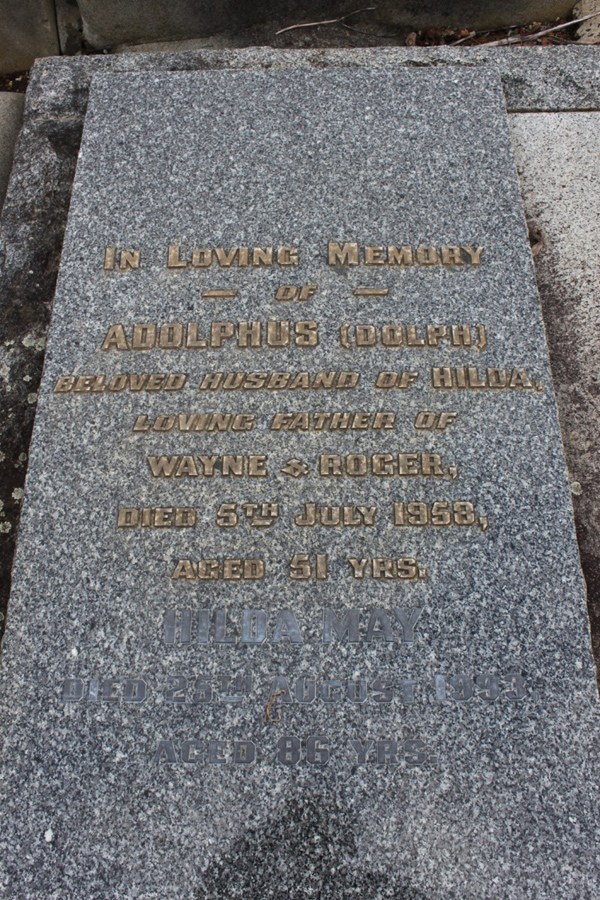 In Loving Memory
— OF —
ADOLPHUS (DOLPH)
BELOVED HUSBAND OF HILDA,
LOVING FATHER OF
WAYNE & ROGER,
DIED 5TH JULY 1958,
AGED 51 YRS.
HILDA MAY
DIED 25TH AUGUST 1993.
AGED 86 YRS.